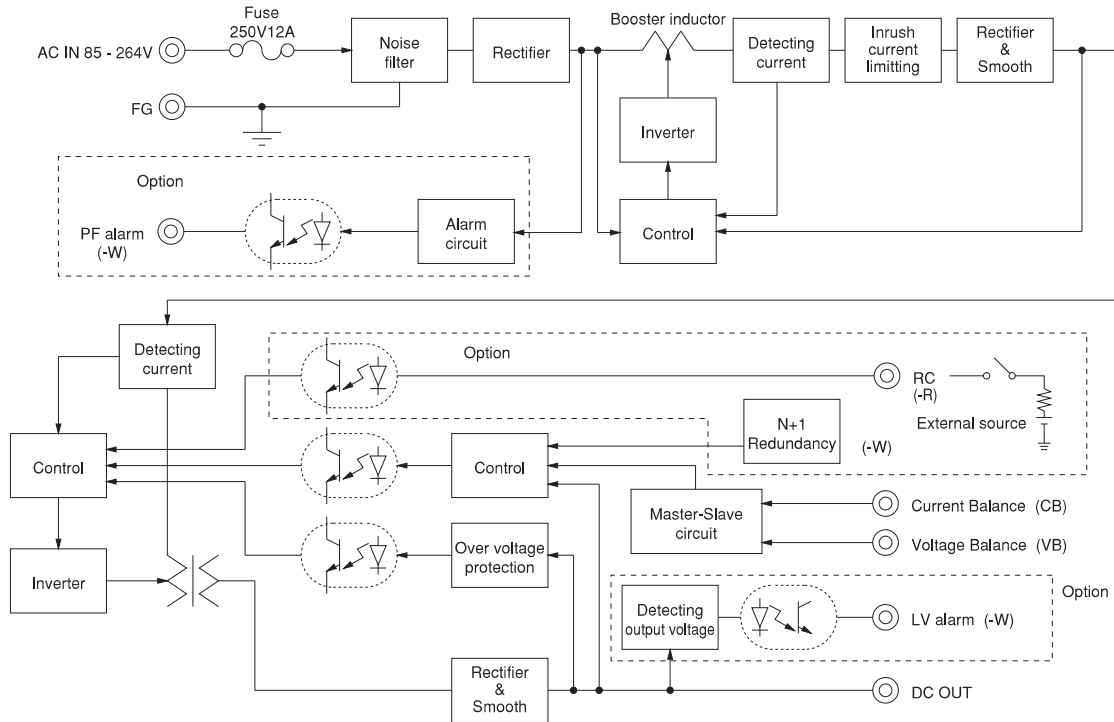 Fuse
250V12A
AC IN 85 - 264V
Noise
filter
Rectifier
Booster inductor
Detecting
current
Inrush
current
limitting
Rectifier
&
Smooth
FG
Inverter
Option
PF alarm
(-W)
Alarm
circuit
Control
Detecting
current
Option
RC
(-R)
External source
N+1
Redundancy
(-W)
Control
Control
Master-Slave
circuit
Current Balance (CB)
Voltage Balance (VB)
Inverter
Over voltage
protection
Option
Detecting
output voltage
LV alarm (-W)
Rectifier
&
Smooth
DC OUT